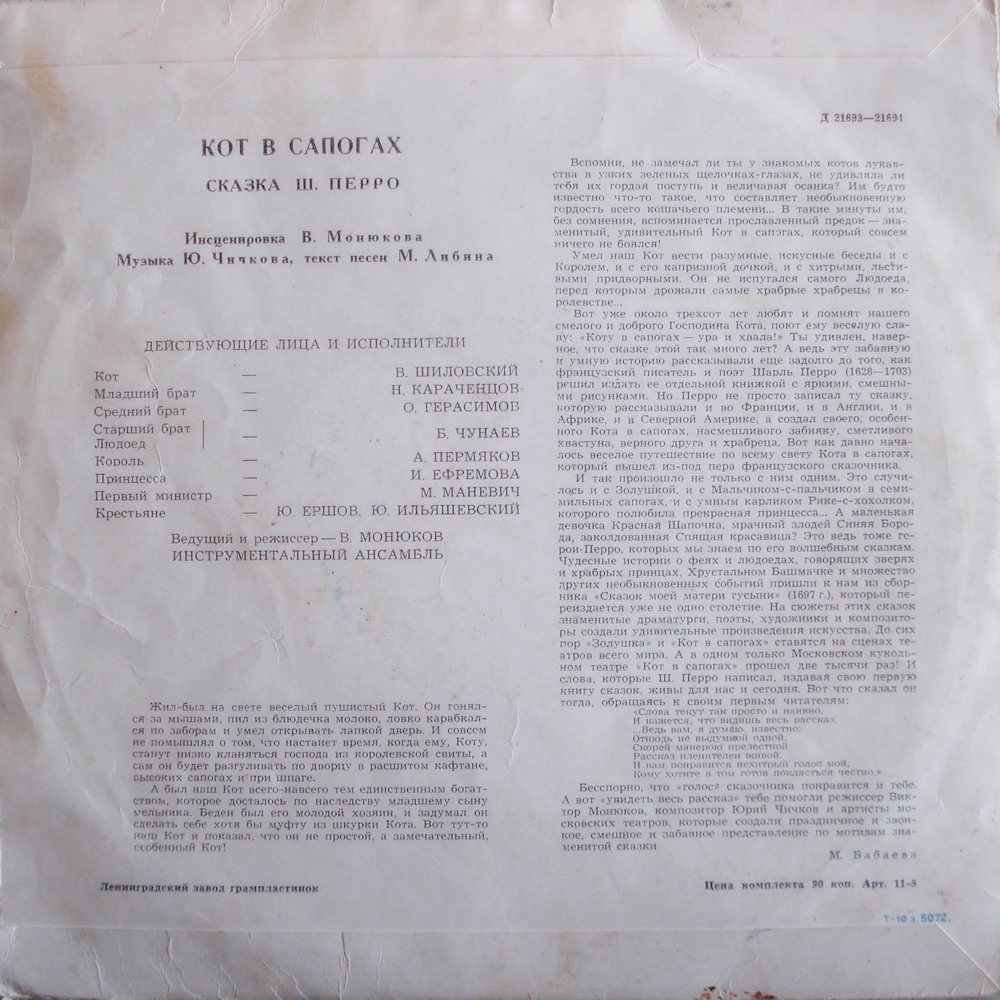 Д 21693—21694
КОТ В САПОГАХ
СКАЗКА Ш. ПЕРРО
Инсценировка В. Монюкова
Музыка Ю. Чичкова, текст песен М. Либина
ДЕЙСТВУЮЩИЕ ЛИЦА И ИСПОЛНИТЕЛИ
Кот — В. ШИЛОВСКИЙ
Младший брат — Н. КАРАЧЕНЦОВ
Средний брат — О. ГЕРАСИМОВ
Старший брат
Людоед — Б. ЧУНАЕВ
Король — А. ПЕРМЯКОВ
Принцесса — И. ЕФРЕМОВА
Первый министр — М. МАНЕВИЧ
Крестьяне — Ю. ЕРШОВ, Ю. ИЛЬЯШЕВСКИЙ
Ведущий и режиссер — В. МОНЮКОВ
ИНСТРУМЕНТАЛЬНЫЙ АНСАМБЛЬ
Жил-был на свете веселый пушистый Кот. Он гонял-
ся за мышами, пил из блюдечка молоко, ловко карабкал-
ся по заборам и умел открывать лапкой дверь. И совсем
не помышлял о том, что настанет время, когда ему, Коту,
станут низко кланяться господа из королевской свиты, а
сам он будет разгуливать по дворцу в расшитом кафтане,
высоких сапогах и при шпаге.
А был наш Кот всего-навсего тем единственным богат-
ством, которое досталось по наследству младшему сыну
мельника. Беден был его молодой хозяин, и задумал он
сделать себе хотя бы муфту из шкурки Кота. Вот тут-то
наш Кот и показал, что он не простой, а замечательный,
особенный Кот!
Вспомни, не замечал ли ты у знакомых котов лукав-
ства в узких зеленых щелочках-глазах, не удивляла ли
тебя их гордая поступь и величавая осанка? Им будто
известно что-то такое, что составляет необыкновенную
гордость всего кошачьего племени... В такие минуты им,
без сомнения, вспоминается прославленный предок — зна-
менитый, удивительный Кот в сапогах, который совсем
ничего не боялся!
Умел наш Кот вести разумные, искусные беседы и с
Королем, и с его капризной дочкой, и с хитрыми, льсти-
выми придворными. Он не испугался самого Людоеда,
перед которым дрожали самые храбрые храбрецы в ко-
ролевстве...
Вот уже около трехсот лет любят и помнят нашего
смелого и доброго Господина Кота, поют ему веселую сла-
ву: «Коту в сапогах — ура и хвала!» Ты удивлен, навер-
ное, что сказке этой так много лет? А ведь эту забавную
и умную историю рассказывали еще задолго до того, как
французский писатель и поэт Шарль Перро (1628—1703)
решил издать ее отдельной книжкой с яркими, смешны-
ми рисунками. Но Перро не просто записал ту сказку,
которую рассказывали и во Франции, и в Англии, и в
Африке, и в Северной Америке, а создал своего, особен-
ного Кота в сапогах, насмешливого забияку, сметливого
хвастуна, верного друга и храбреца. Вот как давно нача-
лось веселое путешествие по всему свету Кота в сапогах,
который вышел из-под пера французского сказочника.
И так произошло не только с ним одним. Это случи-
лось и с Золушкой, и с Мальчиком-с-пальчиком в семи-
мильных сапогах, и с умным карликом Рике-с-хохолком,
которого полюбила прекрасная принцесса... А маленькая
девочка Красная Шапочка, мрачный злодей Синяя Боро-
да, заколдованная Спящая красавица? Это ведь тоже ге-
рои Перро, которых мы знаем по его волшебным сказкам.
Чудесные истории о феях и людоедах, говорящих зверях
и храбрых принцах, Хрустальном Башмачке и множество
других необыкновенных событий пришли к нам из сбор-
ника «Сказок моей матери гусыни» (1697 г.), который пе-
реиздается уже не одно столетие. На сюжеты этих сказок
знаменитые драматурги, поэты, художники и композито-
ры создали удивительные произведения искусства. До сих
пор «Золушка» и «Кот в сапогах» ставятся на сценах те-
атров всего мира. А в одном только Московском куколь-
ном театре «Кот в сапогах» прошел две тысячи раз! И
слова, которые Ш. Перро написал, издавая свою первую
книгу сказок, живы для нас и сегодня. Вот что сказал он
тогда, обращаясь к своим первым читателям:
«Слова текут так просто и наивно,
И кажется, что видишь весь рассказ.
...Ведь вам, я думаю, известно:
Отнюдь не выдумкой одной,
Скорей манерою прелестной
Рассказ пленителен живой.
И вам понравится нехитрый голос мой,
Кому хотите в том готов поклясться честно.»
Бесспорно, что «голос» сказочника понравится и тебе.
А вот «увидеть весь рассказ» тебе помогли режиссер Вик-
тор Монюков, композитор Юрий Чичков и артисты мо-
сковских театров, которые создали праздничное и звон-
кое, смешное и забавное представление по мотивам зна-
менитой сказки
М. Бабаева
Ленинградский завод грампластинок
Цена комплекта 90 коп. Арт. 11-5
т-10 з. 5072.